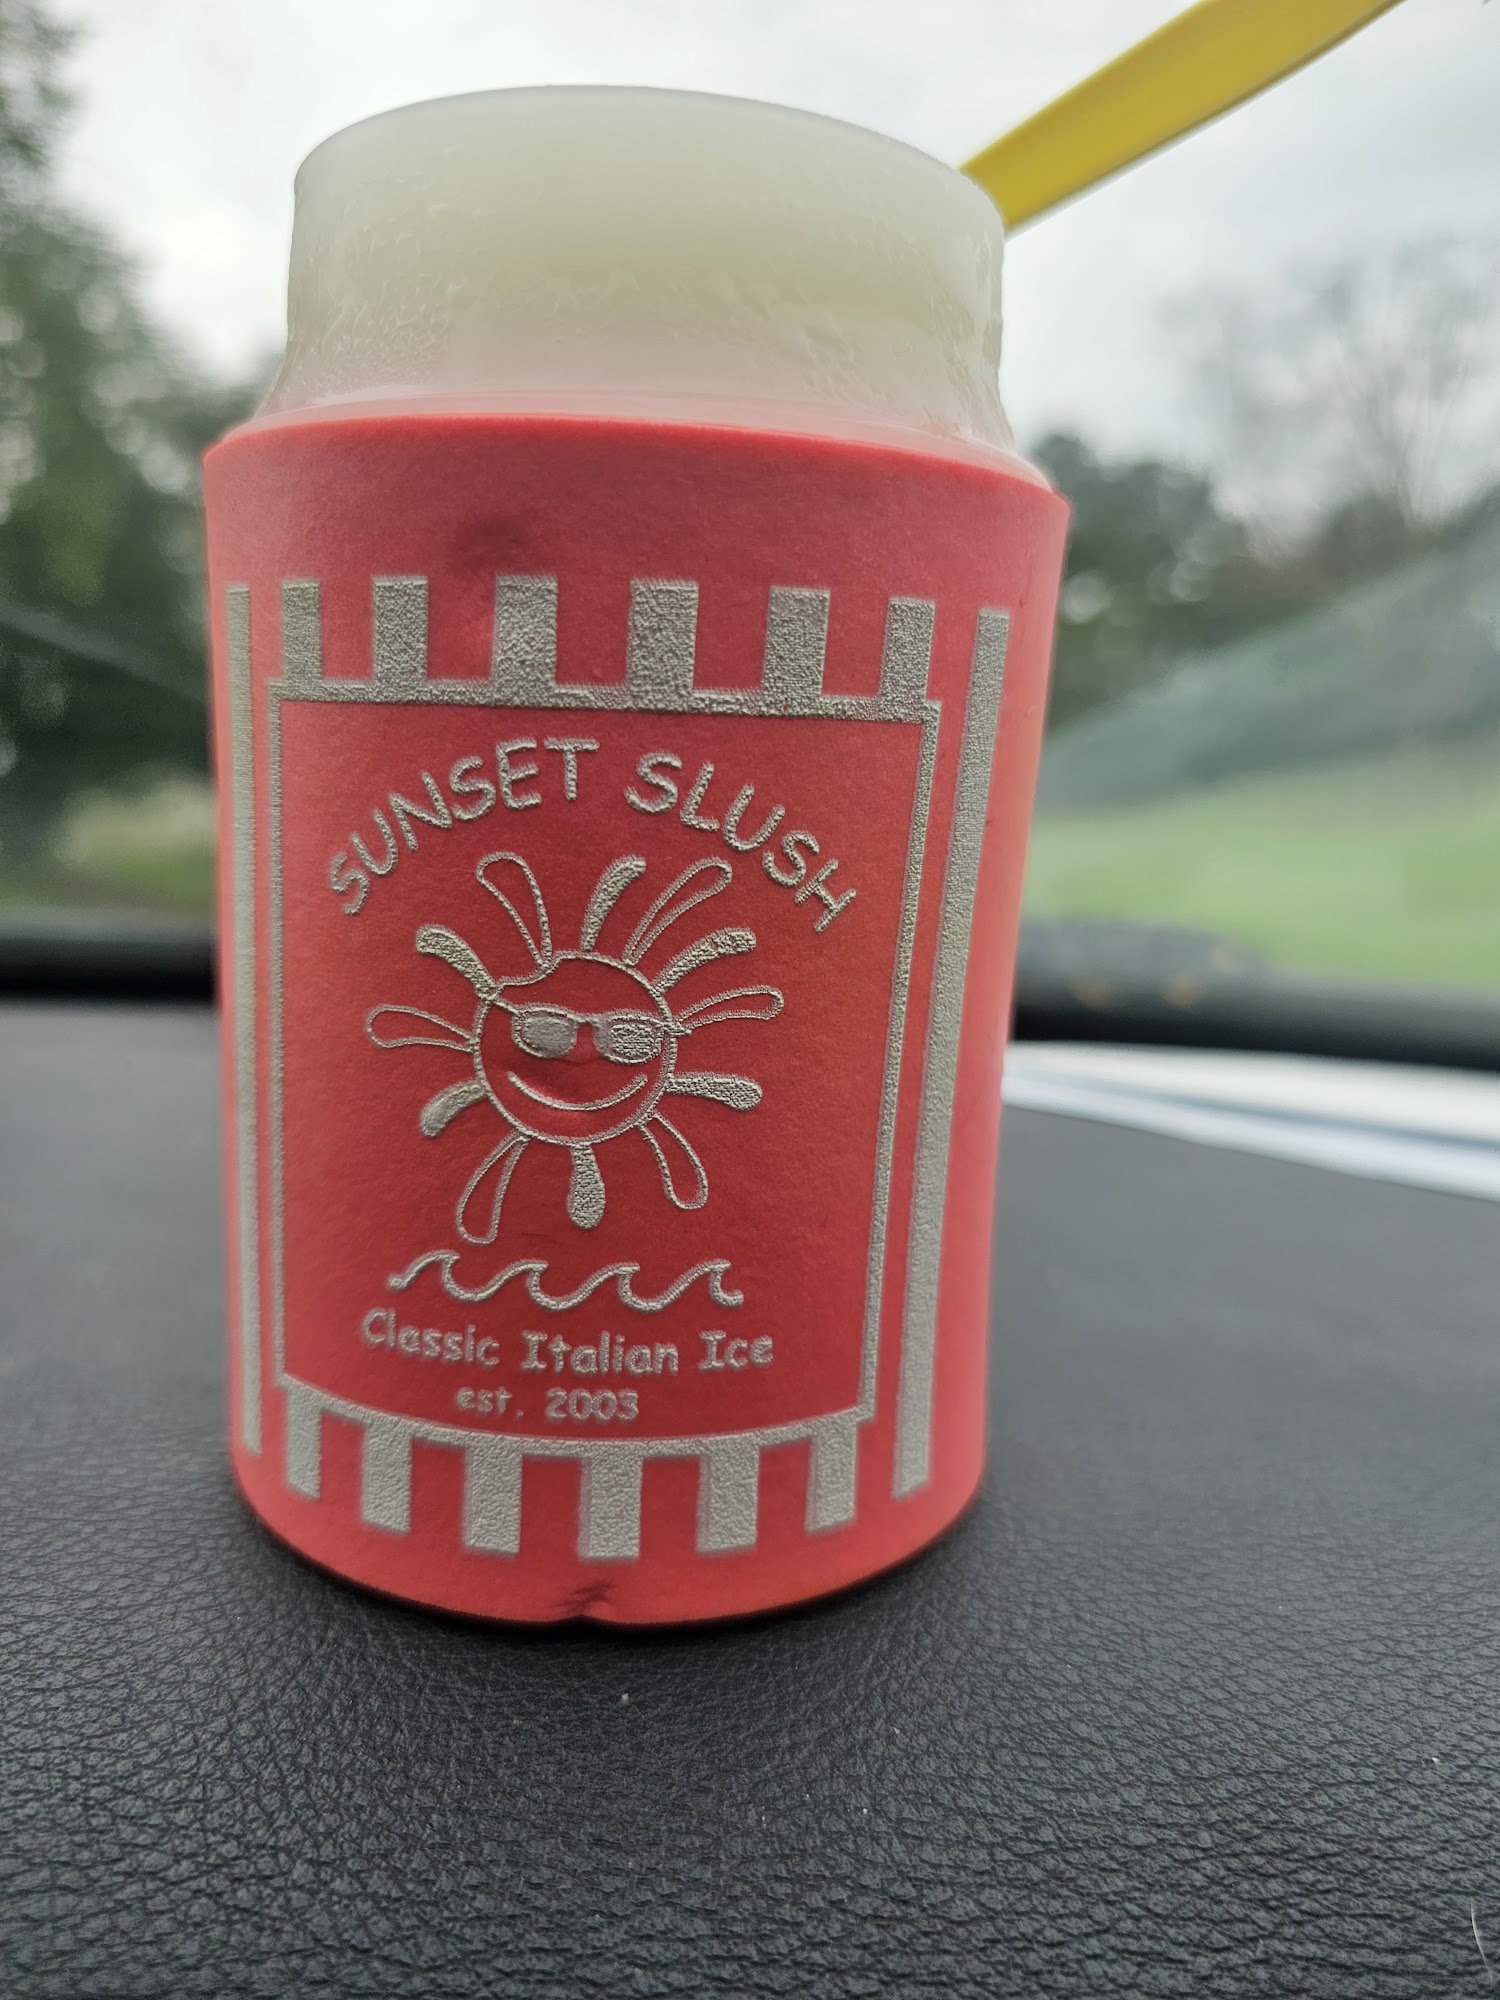 SUNSET SLUSH
Classic Italian Ice
est. 2003